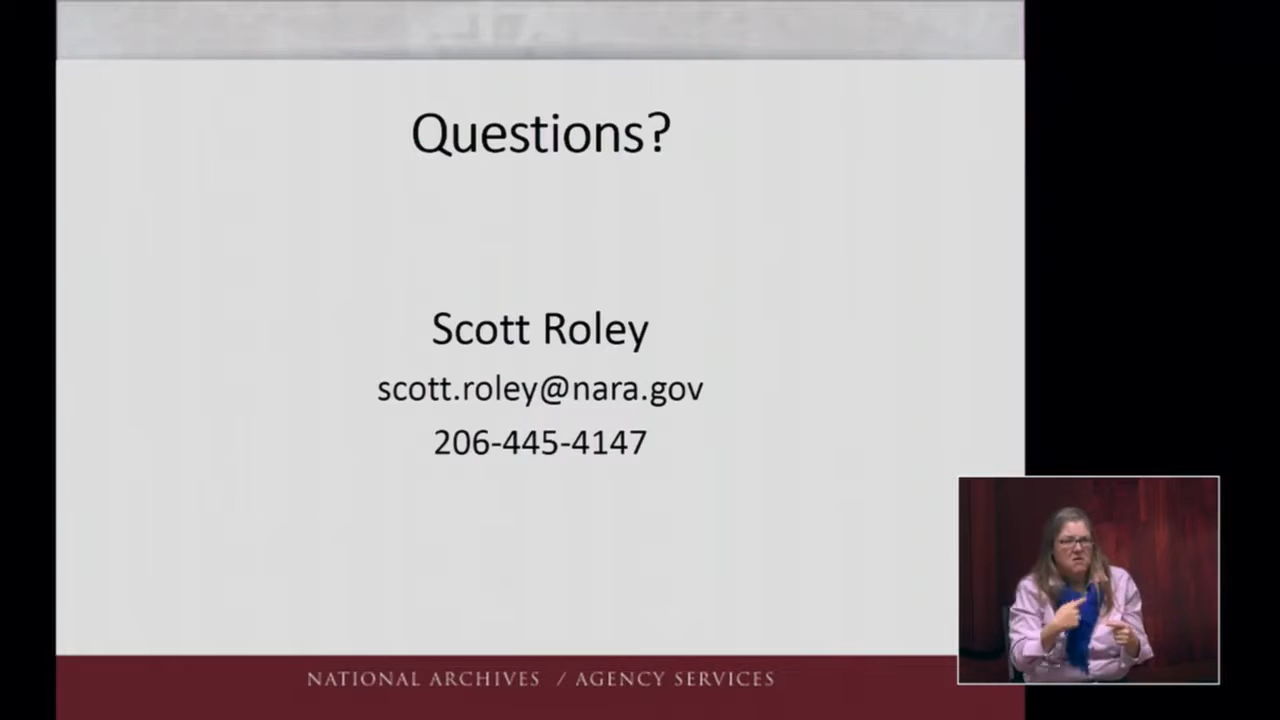 Questions?
Scott Roley
scott.roley@nara.gov
206-445-4147
NATIONAL ARCHIVES / AGENCY SERVICES